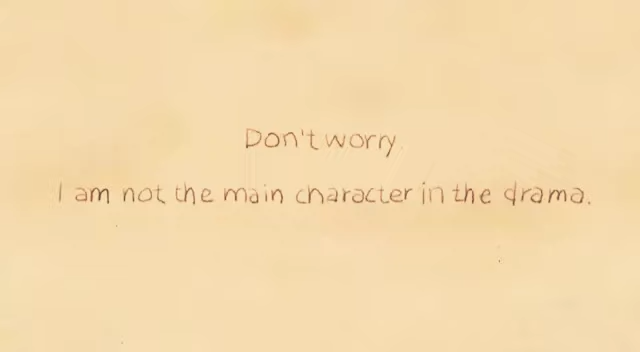 Don't worry.
I am not the main character in the drama.